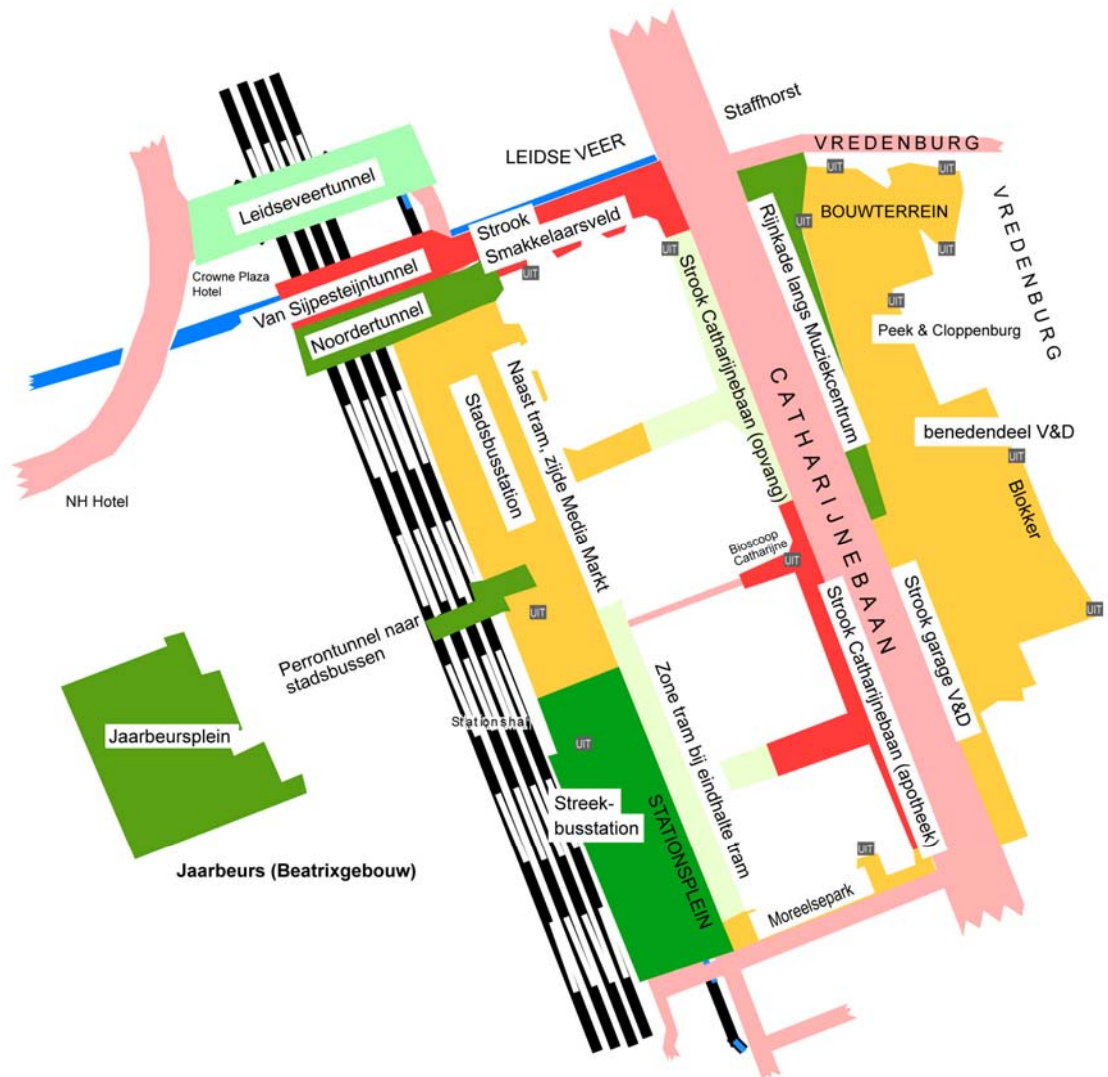 Staffhorst
VREDENBURG
LEIDSE VEER
Leidseveertunnel
UIT
UIT
BOUWTERREIN
VREDENBURG
Strook
Smakkelaarsveld
UIT
UIT
UIT
Rijnkade langs Muziekcentrum
Crowne Plaza
Hotel
Van Sijpesteijntunnel
UIT
Strook Catharijnebaan (opvang)
UIT
Noordertunnel
Peek & Cloppenburg
Naast tram, zijde Media Markt
CATHARIJNEBAAN
Stadsbusstation
benedendeel V&D
UIT
Blokker
NH Hotel
Bioscoop
Catharijne
UIT
Strook garage V&D
Strook Catharijnebaan (apotheek)
UIT
UIT
Perrontunnel naar
stadsbussen
Zone tram bij eindhalte tram
Stationshal
Jaarbeursplein
UIT
Streek-
busstation
STATIONSPLEIN
UIT
Jaarbeurs (Beatrixgebouw)
Moreelsepark